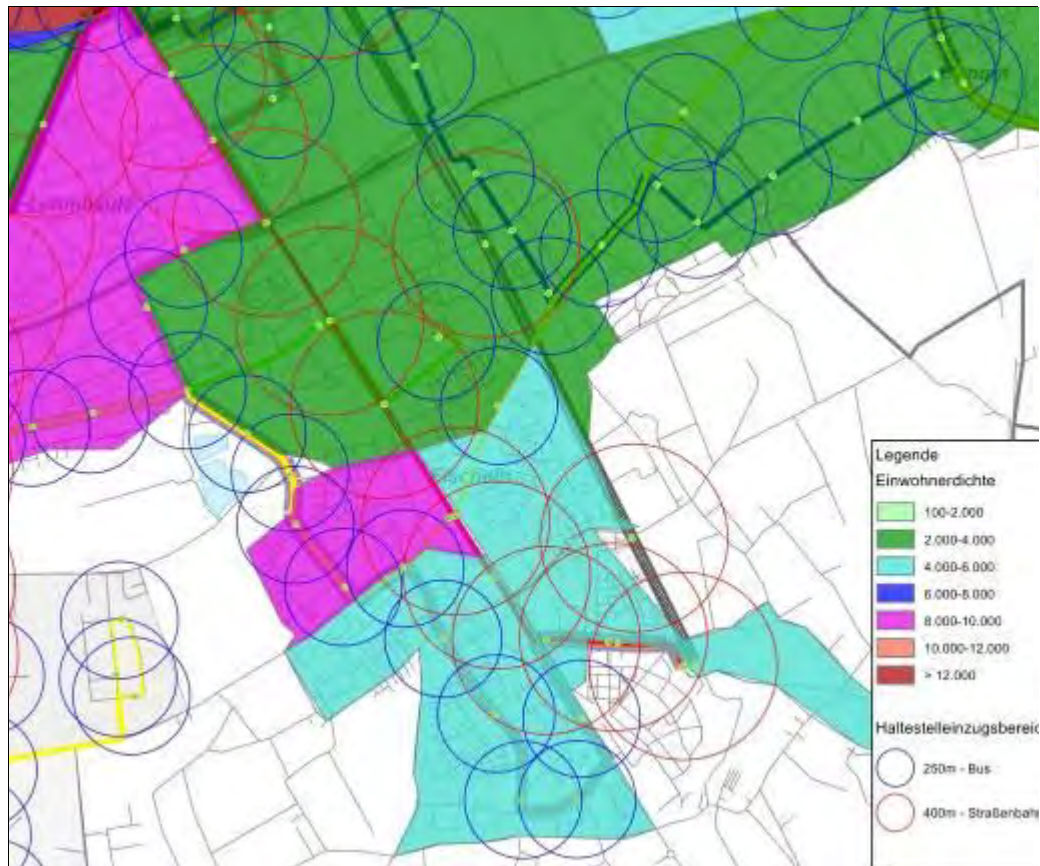 Legende
Einwohnerdichte
100-2.000
2.000-4.000
4.000-6.000
6.000-8.000
8.000-10.000
10.000-12.000
> 12.000
Haltestelleinzugsbereic
250m - Bus
400m - Straßenbahn